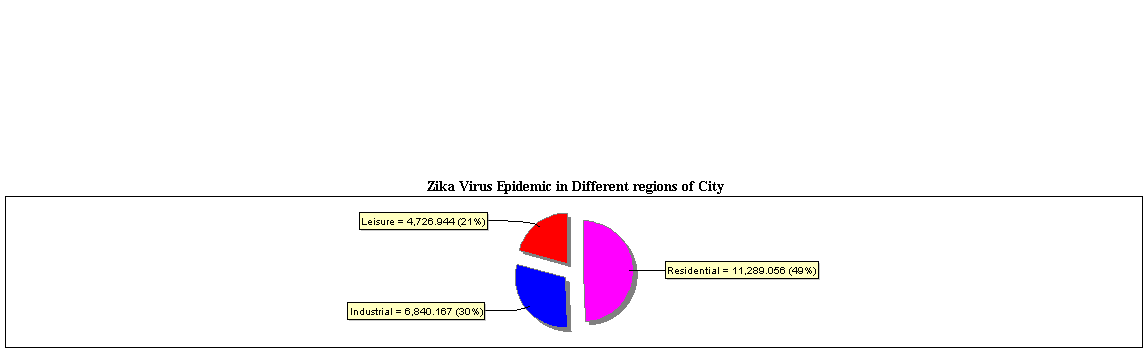 Zika Virus Epidemic in Different regions of City
Leisure = 4,726.944 (21%)
Residential = 11,289.056 (49%)
Industrial = 6,840.167 (30%)